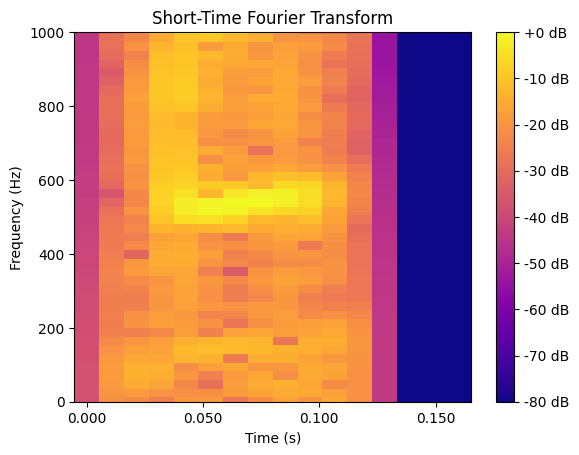 Short-Time Fourier Transform
1000
800
600
400
200
0
Frequency (Hz)
0.000
0.050
0.100
0.150
Time (s)
+0 dB
-10 dB
-20 dB
-30 dB
-40 dB
-50 dB
-60 dB
-70 dB
-80 dB